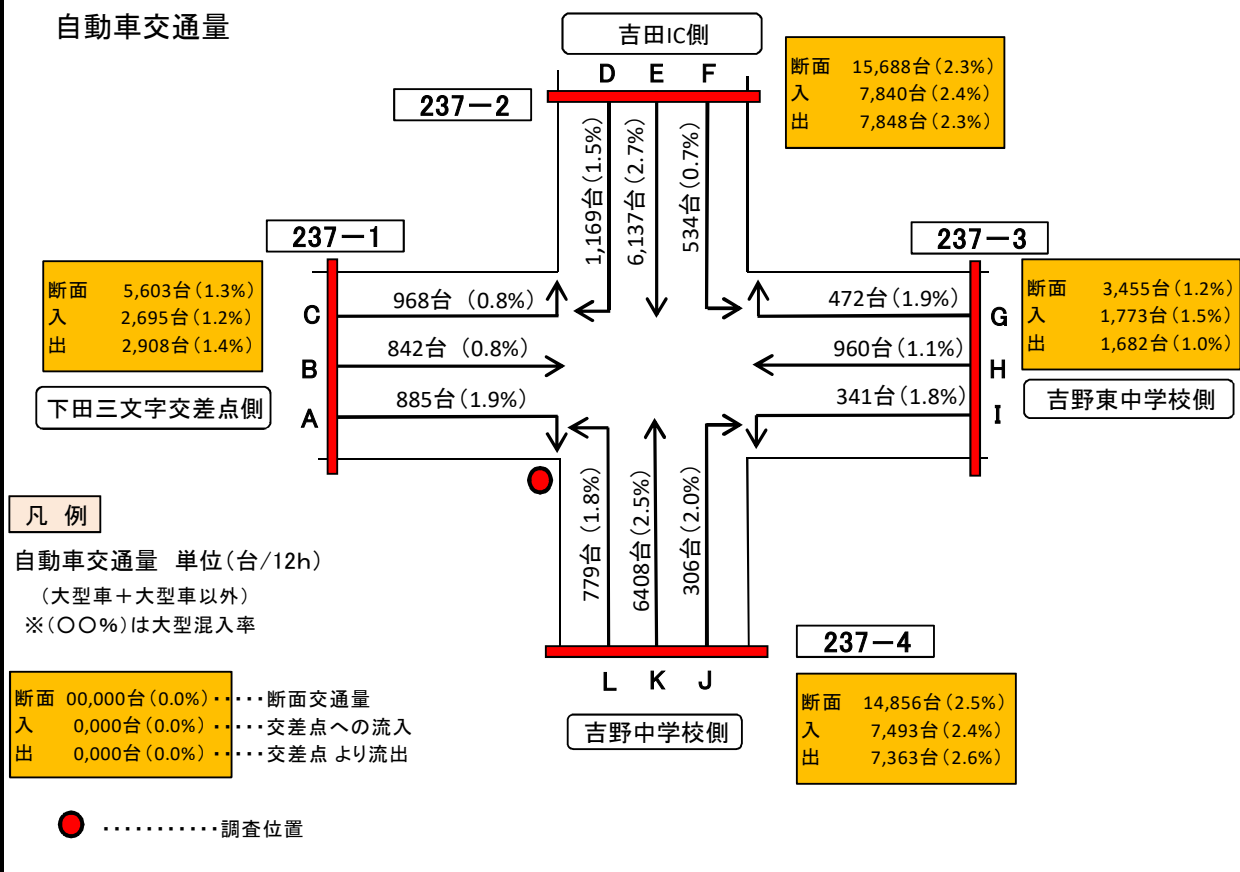 自動車交通量
吉田IC側
D E F
237－2
断面 15,688台(2.3%)
入 7,840台(2.4%)
出 7,848台(2.3%)
1,169台(1.5%)
6,137台(2.7%)
534台(0.7%)
237－1
237－3
断面 5,603台(1.3%)
入 2,695台(1.2%)
出 2,908台(1.4%)
下田三文字交差点側
C 968台 (0.8%)
B 842台 (0.8%)
A 885台(1.9%)
472台(1.9%) G
960台(1.1%) H
341台(1.8%) I
断面 3,455台(1.2%)
入 1,773台(1.5%)
出 1,682台(1.0%)
吉野東中学校側
779台(1.8%)
6408台(2.5%)
306台(2.0%)
L K J
吉野中学校側
237－4
断面 14,856台(2.5%)
入 7,493台(2.4%)
出 7,363台(2.6%)
凡 例
自動車交通量 単位(台/12h)
(大型車＋大型車以外)
※(〇〇%)は大型混入率
断面 00,000台(0.0%)・・・・・断面交通量
入 0,000台(0.0%)・・・・・交差点への流入
出 0,000台(0.0%)・・・・・交差点より流出
・・・・・・・・・・・調査位置